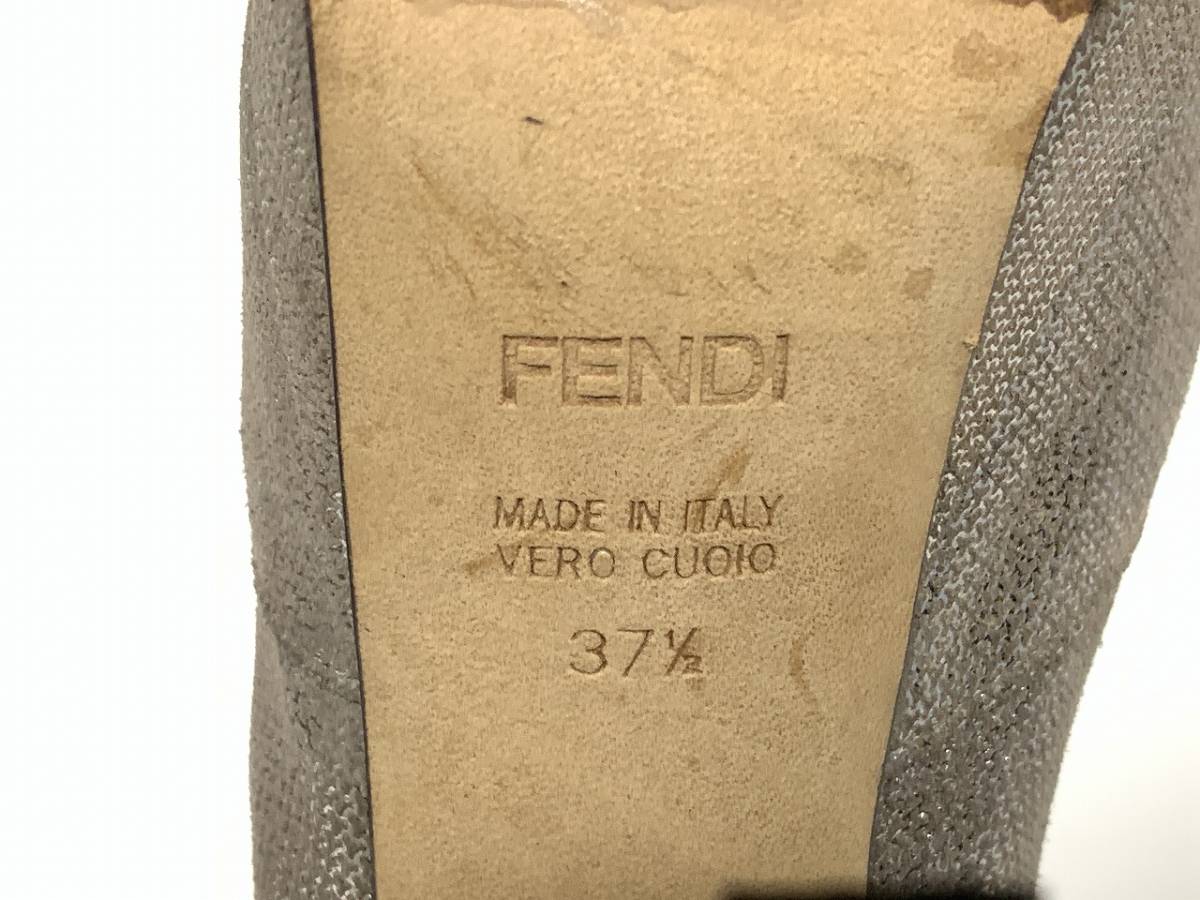 FENDI
MADE IN ITALY
VERO CUOIO
37½